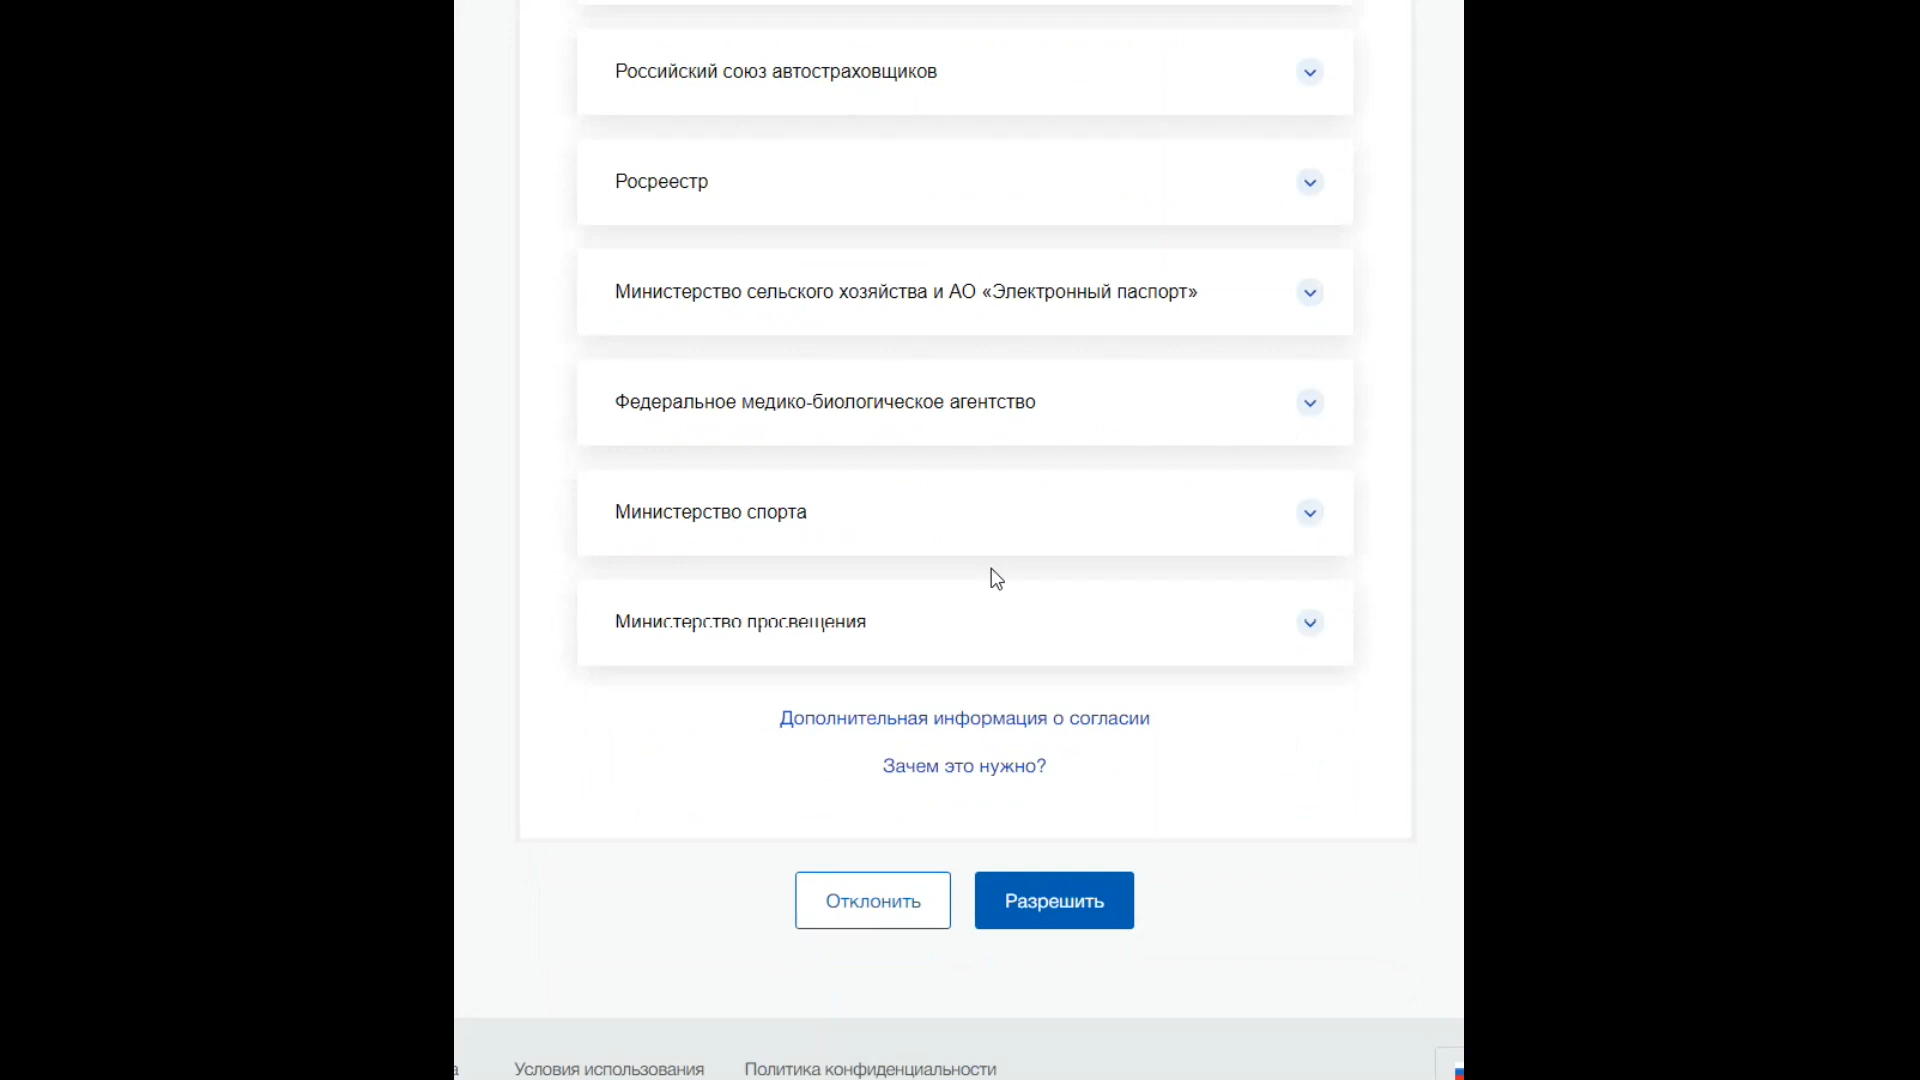 Российский союз автостраховщиков
Росреестр
Министерство сельского хозяйства и АО «Электронный паспорт»
Федеральное медико-биологическое агентство
Министерство спорта
Министерство просвещения
Дополнительная информация о согласии
Зачем это нужно?
Отклонить Разрешить
Условия использования Политика конфиденциальности